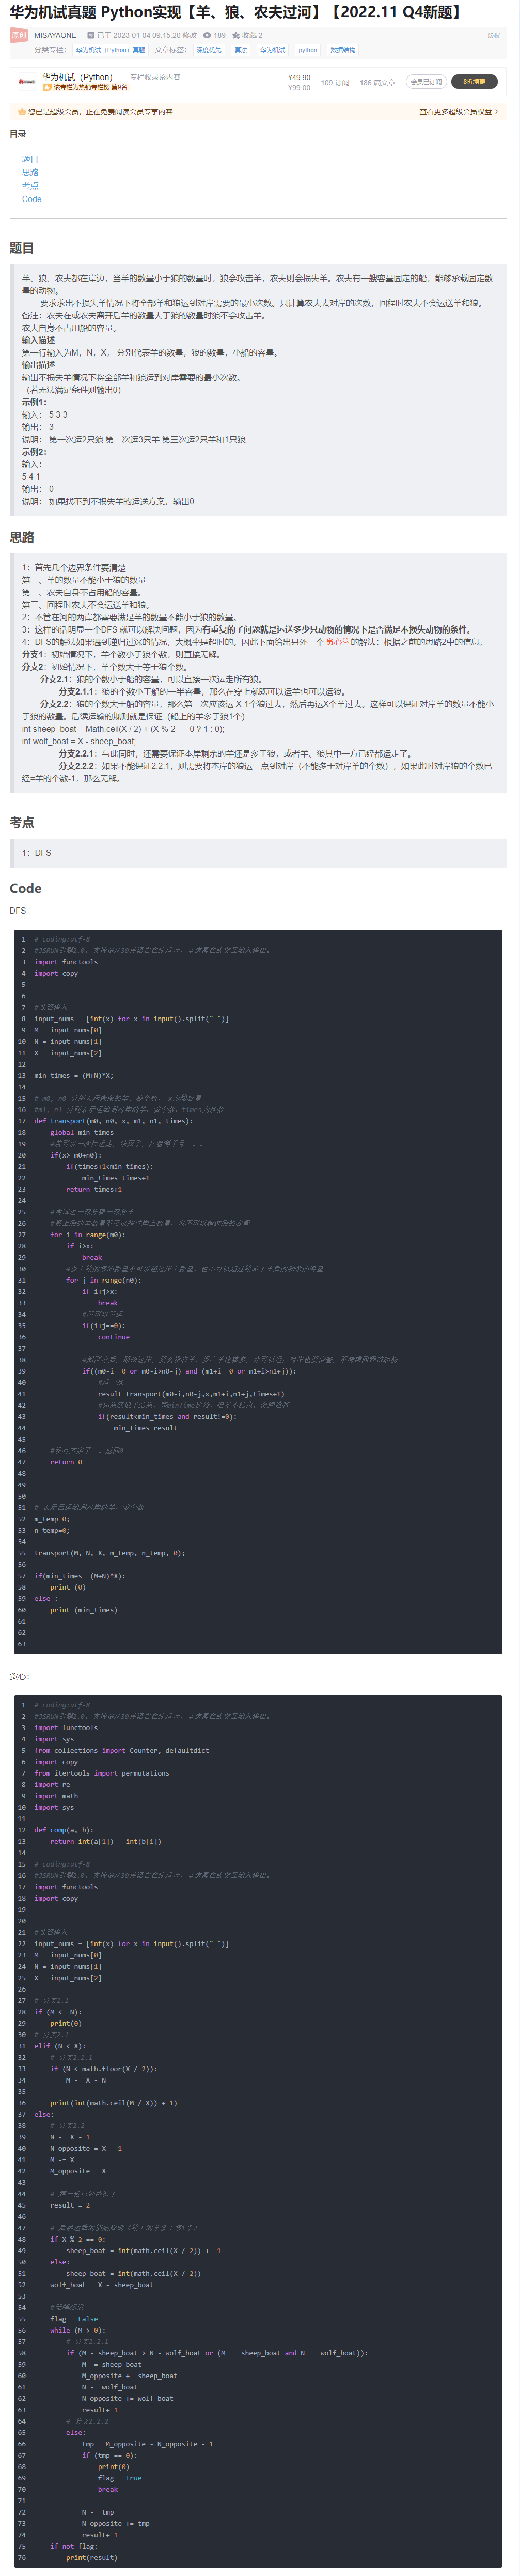 华为机试真题 Python实现【羊、狼、农夫过河】【2022.11 Q4新题】
原创
MISAYAONE
已于 2023-01-04 09:15:20 修改
189
收藏 2
版权
分类专栏： 华为机试（Python）真题 文章标签： 深度优先 算法 华为机试 python 数据结构
华为机试（Python）... 专栏收录该内容
该专栏为热销专栏榜 第9名
¥49.90
¥99.00
109 订阅
186 篇文章
会员已订阅
您已是超级会员，正在免费阅读会员专享内容
查看更多超级会员权益
目录
题目
思路
考点
Code
题目
羊、狼、农夫都在岸边，当羊的数量小于狼的数量时，狼会攻击羊，农夫则会损失羊。农夫有一艘容量固定的船，能够承载固定数
量的动物。
要求求出不损失羊情况下将全部羊和狼运到对岸需要的最小次数。只计算农夫去对岸的次数，回程时农夫不会运送羊和狼。
备注：农夫在或农夫离开后羊的数量大于狼的数量时狼不会攻击羊。
农夫自身不占用船的容量。
输入描述
第一行输入为M，N，X， 分别代表羊的数量，狼的数量，小船的容量。
输出描述
输出不损失羊情况下将全部羊和狼运到对岸需要的最小次数。
（若无法满足条件则输出0）
示例1：
输入： 5 3 3
输出： 3
说明： 第一次运2只狼 第二次运3只羊 第三次运2只羊和1只狼
示例2：
输入：
5 4 1
输出： 0
说明： 如果找不到不损失羊的运送方案，输出0
思路
1：首先几个边界条件要清楚
第一、羊的数量不能小于狼的数量
第二、农夫自身不占用船的容量。
第三、回程时农夫不会运送羊和狼。
2：不管在河的两岸都需要满足羊的数量不能小于狼的数量。
3：这样的话明显一个DFS 就可以解决问题，因为有重复的子问题就是运送多少只动物的情况下是否满足不损失动物的条件。
4：DFS的解法如果遇到递归过深的情况，大概率是超时的。因此下面给出另外一个 贪心 的解法：根据之前的思路2中的信息，
分支1：初始情况下，羊个数小于狼个数，则直接无解。
分支2：初始情况下，羊个数大于等于狼个数。
分支2.1：狼的个数小于船的容量，可以直接一次运走所有狼。
分支2.1.1：狼的个数小于船的一半容量，那么在穿上就既可以运羊也可以运狼。
分支2.2：狼的个数大于船的容量，那么第一次应该运 X-1个狼过去，然后再运X个羊过去。这样可以保证对岸羊的数量不能小
于狼的数量。后续运输的规则就是保证（船上的羊多于狼1个）
int sheep_boat = Math.ceil(X / 2) + (X % 2 == 0 ? 1 : 0);
int wolf_boat = X - sheep_boat;
分支2.2.1：与此同时，还需要保证本岸剩余的羊还是多于狼，或者羊、狼其中一方已经都运走了。
分支2.2.2：如果不能保证2.2.1，则需要将本岸的狼运一点到对岸（不能多于对岸羊的个数），如果此时对岸狼的个数已
经=羊的个数-1，那么无解。
考点
1：DFS
Code
DFS
1 # coding:utf-8
2 #JSRUN引擎2.0，支持多达30种语言在线运行，全仿真在线交互输入输出。
3 import functools
4 import copy
5
6
7 #处理输入
8 input_nums = [int(x) for x in input().split(" ")]
9 M = input_nums[0]
10 N = input_nums[1]
11 X = input_nums[2]
12
13 min_times = (M+N)*X;
14
15 # m0, n0 分别表示剩余的羊、狼个数， x为船容量
16 #m1, n1 分别表示运输到对岸的羊、狼个数，times为次数
17 def transport(m0, n0, x, m1, n1, times):
18     global min_times
19     #若可以一次性运走，结束了，注意等于号。。。
20     if(x>=m0+n0):
21         if(times+1<min_times):
22             min_times=times+1
23         return times+1
24
25     #尝试运一部分狼一部分羊
26     #要上船的羊数量不可以超过岸上数量，也不可以超过船的容量
27     for i in range(m0):
28         if i>x:
29             break
30         #要上船的狼的数量不可以超过岸上数量，也不可以超过船装了羊后的剩余的容量
31         for j in range(n0):
32             if i+j>x:
33                 break
34             #不可以不运
35             if(i+j==0):
36                 continue
37
38             #船离岸后，原来这岸，要么没有羊，要么羊比狼多，才可以运；对岸也要检查；不考虑回程带动物
39             if((m0-i==0 or m0-i>n0-j) and (m1+i==0 or m1+i>n1+j)):
40                 #运一次
41                 result=transport(m0-i,n0-j,x,m1+i,n1+j,times+1)
42                 #如果获取了结果，和minTime比较，但是不结束，继续检查
43                 if(result<min_times and result!=0):
44                     min_times=result
45
46     #没有方案了。。返回0
47     return 0
48
49
50
51 # 表示已运输到对岸的羊、狼个数
52 m_temp=0;
53 n_temp=0;
54
55 transport(M, N, X, m_temp, n_temp, 0);
56
57 if(min_times==(M+N)*X):
58     print (0)
59 else :
60     print (min_times)
61
62
63
贪心：
1 # coding:utf-8
2 #JSRUN引擎2.0，支持多达30种语言在线运行，全仿真在线交互输入输出。
3 import functools
4 import sys
5 from collections import Counter, defaultdict
6 import copy
7 from itertools import permutations
8 import re
9 import math
10 import sys
11
12 def comp(a, b):
13     return int(a[1]) - int(b[1])
14
15 # coding:utf-8
16 #JSRUN引擎2.0，支持多达30种语言在线运行，全仿真在线交互输入输出。
17 import functools
18 import copy
19
20
21 #处理输入
22 input_nums = [int(x) for x in input().split(" ")]
23 M = input_nums[0]
24 N = input_nums[1]
25 X = input_nums[2]
26
27 # 分支1.1
28 if (M <= N):
29     print(0)
30 # 分支2.1
31 elif (N < X):
32     # 分支2.1.1
33     if (N < math.floor(X / 2)):
34         M -= X - N
35
36     print(int(math.ceil(M / X)) + 1)
37 else:
38     # 分支2.2
39     N -= X - 1
40     N_opposite = X - 1
41     M -= X
42     M_opposite = X
43
44     # 第一轮已经两次了
45     result = 2
46
47     # 后续运输的初始规则（船上的羊多于狼1个）
48     if X % 2 == 0:
49         sheep_boat = int(math.ceil(X / 2)) +  1
50     else:
51         sheep_boat = int(math.ceil(X / 2))
52     wolf_boat = X - sheep_boat
53
54     #无解标记
55     flag = False
56     while (M > 0):
57         # 分支2.2.1
58         if (M - sheep_boat > N - wolf_boat or (M == sheep_boat and N == wolf_boat)):
59             M -= sheep_boat
60             M_opposite += sheep_boat
61             N -= wolf_boat
62             N_opposite += wolf_boat
63             result+=1
64         # 分支2.2.2
65         else:
66             tmp = M_opposite - N_opposite - 1
67             if (tmp == 0):
68                 print(0)
69                 flag = True
70                 break
71
72             N -= tmp
73             N_opposite += tmp
74             result+=1
75     if not flag:
76         print(result)